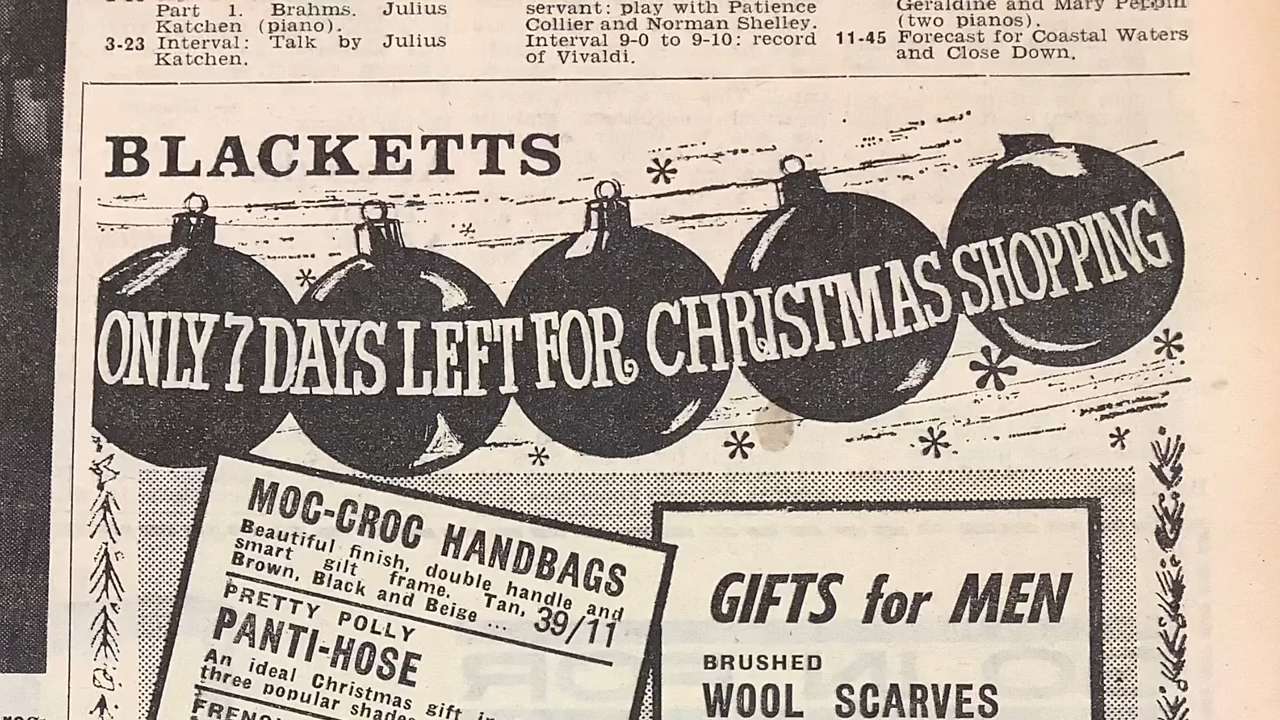 Part 1. Brahms. Julius
Katchen (piano).
3-23 Interval: Talk by Julius
Katchen.
servant: play with Patience
Collier and Norman Shelley.
Interval 9-0 to 9-10: record
of Vivaldi.
Geraldine and Mary Peppin
(two pianos).
11-45 Forecast for Coastal Waters
and Close Down.
BLACKETTS
ONLY 7 DAYS LEFT FOR CHRISTMAS SHOPPING
MOC-CROC HANDBAGS
Beautiful finish, double handle and
smart gilt frame. Tan,
Brown, Black and Beige ... 39/11
PRETTY POLLY
PANTI-HOSE
An ideal Christmas gift in
three popular shades
GIFTS for MEN
BRUSHED
WOOL SCARVES